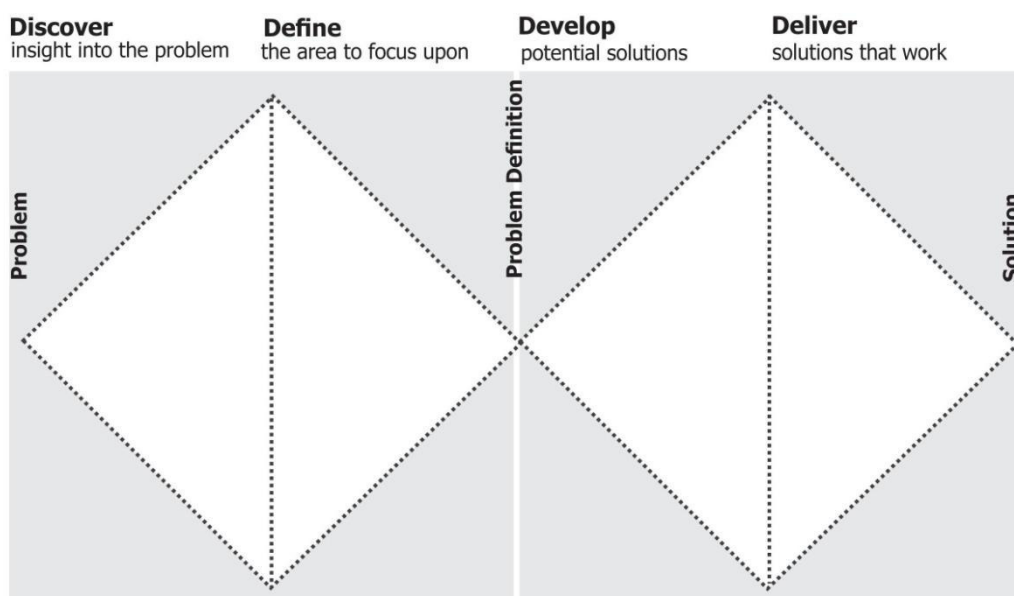 Discover
insight into the problem
Define
the area to focus upon
Develop
potential solutions
Deliver
solutions that work
Problem
Problem Definition
Solution